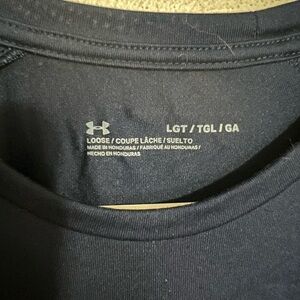 LGT / TGL / GA
LOOSE / COUPE LÂCHE / SUELTO
MADE IN HONDURAS / FABRIQUÉ AU HONDURAS /
HECHO EN HONDURAS